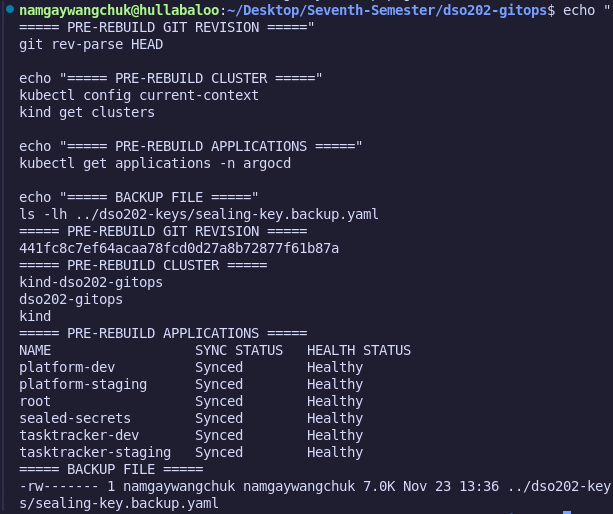 namgaywangchuk@hullabaloo:~/Desktop/Seventh-Semester/dso202-gitops$ echo "
===== PRE-REBUILD GIT REVISION ====="
git rev-parse HEAD
echo "===== PRE-REBUILD CLUSTER ====="
kubectl config current-context
kind get clusters
echo "===== PRE-REBUILD APPLICATIONS ====="
kubectl get applications -n argocd
echo "===== BACKUP FILE ====="
ls -lh ../dso202-keys/sealing-key.backup.yaml
===== PRE-REBUILD GIT REVISION =====
441fc8c7ef64acaa78fcd0d27a8b72877f61b87a
===== PRE-REBUILD CLUSTER =====
kind-dso202-gitops
dso202-gitops
kind
===== PRE-REBUILD APPLICATIONS =====
NAME                  SYNC STATUS   HEALTH STATUS
platform-dev          Synced        Healthy
platform-staging      Synced        Healthy
root                  Synced        Healthy
sealed-secrets        Synced        Healthy
tasktracker-dev       Synced        Healthy
tasktracker-staging   Synced        Healthy
===== BACKUP FILE =====
-rw------- 1 namgaywangchuk namgaywangchuk 7.0K Nov 23 13:36 ../dso202-key
s/sealing-key.backup.yaml